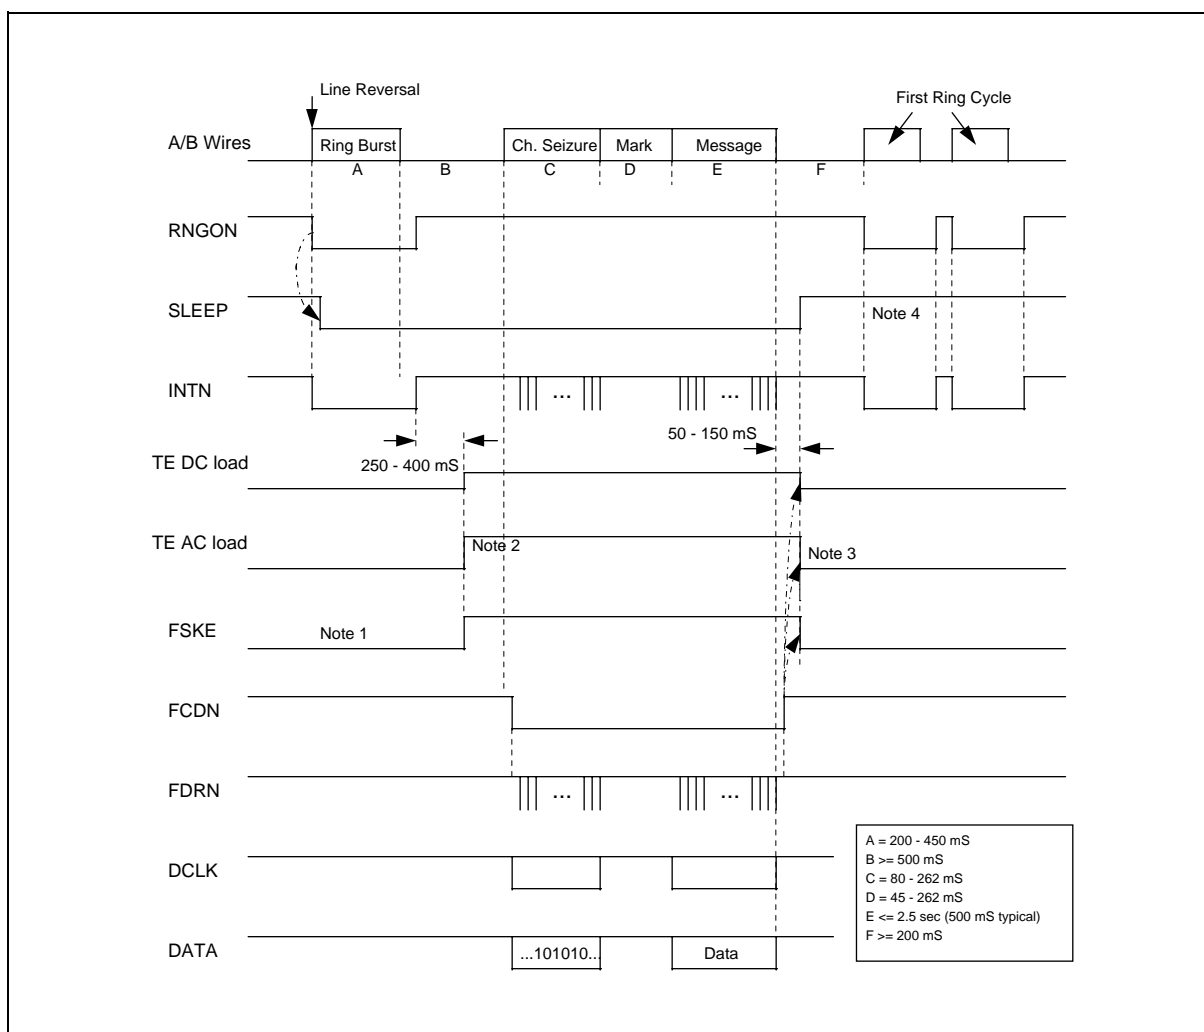 Line Reversal
First Ring Cycle
A/B Wires
Ring Burst
Ch. Seizure
Mark
Message
A
B
C
D
E
F
RNGON
SLEEP
Note 4
INTN
...
...
50 - 150 mS
TE DC load
250 - 400 mS
TE AC load
Note 2
Note 3
FSKE
Note 1
FCDN
FDRN
...
...
A = 200 - 450 mS
B >= 500 mS
C = 80 - 262 mS
D = 45 - 262 mS
E <= 2.5 sec (500 mS typical)
F >= 200 mS
DCLK
DATA
...101010...
Data